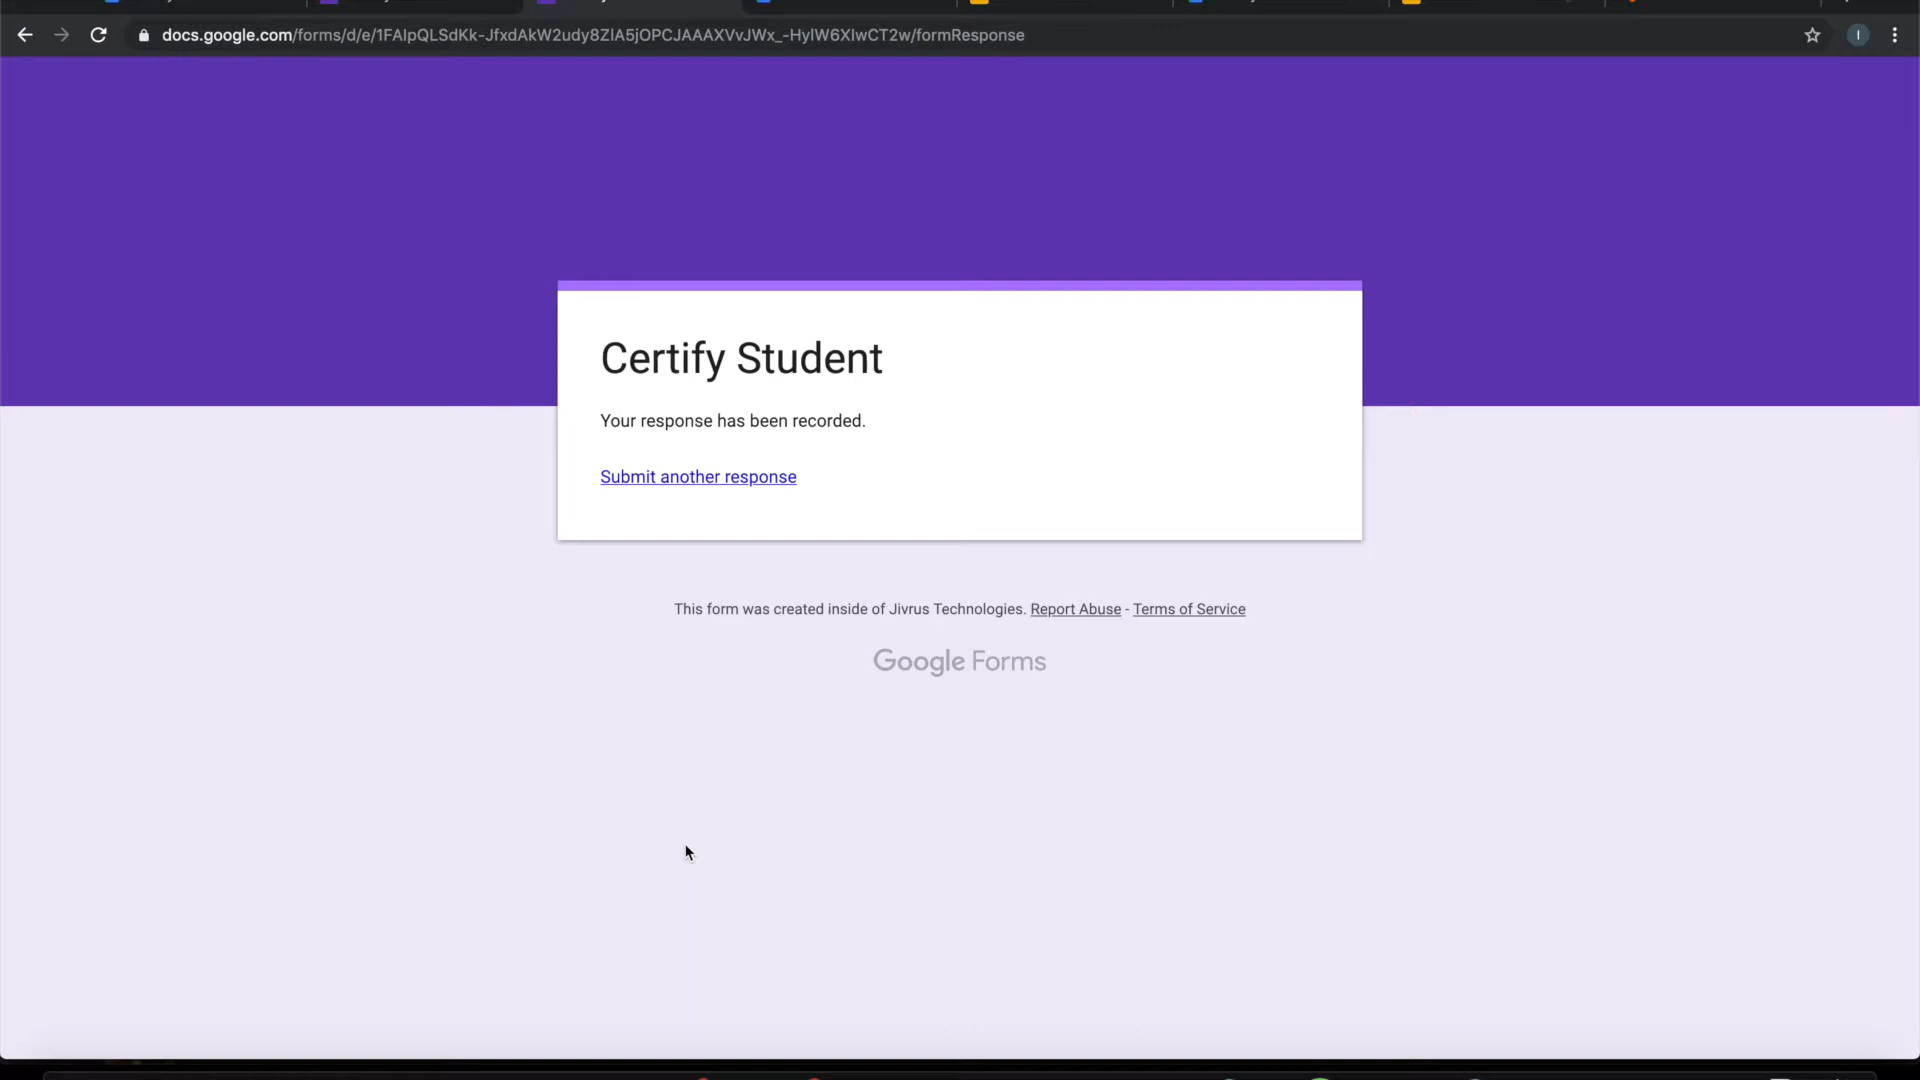 docs.google.com/forms/d/e/1FAIpQLSdKk-JfxdAkW2udy8ZlA5jOPCJAAAXVvJWx_-HylW6XlwCT2w/formResponse
I
Certify Student
Your response has been recorded.
Submit another response
This form was created inside of Jivrus Technologies. Report Abuse - Terms of Service
Google Forms